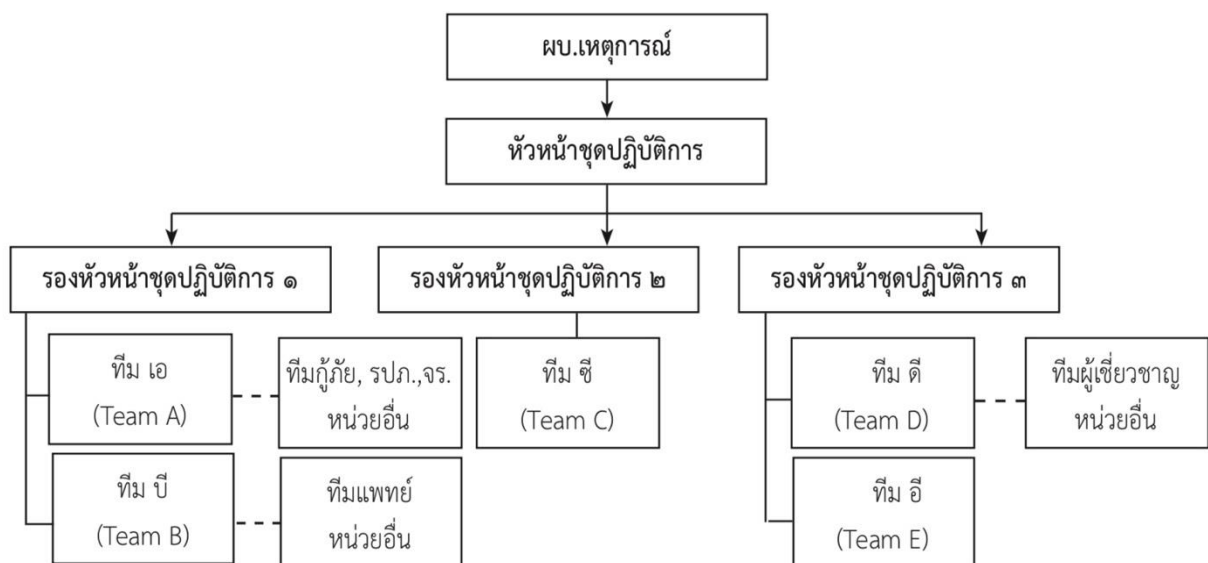 ผบ.เหตุการณ์
หัวหน้าชุดปฏิบัติการ
รองหัวหน้าชุดปฏิบัติการ ๑
รองหัวหน้าชุดปฏิบัติการ ๒
รองหัวหน้าชุดปฏิบัติการ ๓
ทีม เอ
(Team A)
ทีมกู้ภัย, รปภ.,จร.
หน่วยอื่น
ทีม ซี
(Team C)
ทีม ดี
(Team D)
ทีมผู้เชี่ยวชาญ
หน่วยอื่น
ทีม บี
(Team B)
ทีมแพทย์
หน่วยอื่น
ทีม อี
(Team E)